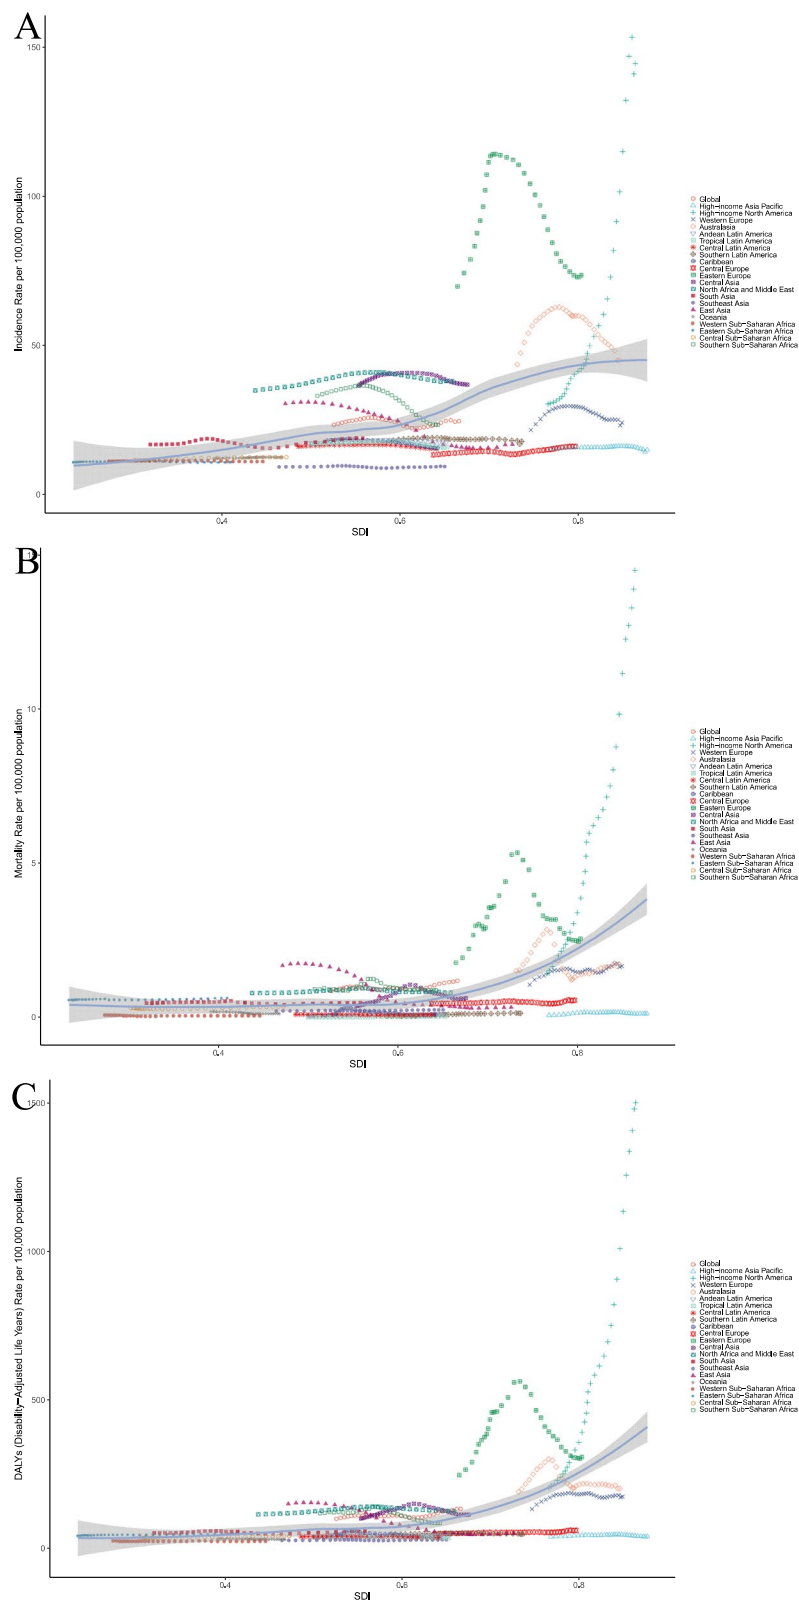 A
150
100
50
0
Incidence Rate per 100,000 population
0.4
0.6
0.8
SDI
Global
High−income Asia Pacific
High−income North America
Western Europe
Australasia
Andean Latin America
Tropical Latin America
Central Latin America
Southern Latin America
Caribbean
Central Europe
Eastern Europe
Central Asia
North Africa and Middle East
South Asia
Southeast Asia
East Asia
Oceania
Western Sub−Saharan Africa
Eastern Sub−Saharan Africa
Central Sub−Saharan Africa
Southern Sub−Saharan Africa
B
15
10
5
0
Mortality Rate per 100,000 population
0.4
0.6
0.8
SDI
Global
High−income Asia Pacific
High−income North America
Western Europe
Australasia
Andean Latin America
Tropical Latin America
Central Latin America
Southern Latin America
Caribbean
Central Europe
Eastern Europe
Central Asia
North Africa and Middle East
South Asia
Southeast Asia
East Asia
Oceania
Western Sub−Saharan Africa
Eastern Sub−Saharan Africa
Central Sub−Saharan Africa
Southern Sub−Saharan Africa
C
1500
1000
500
0
DALYs (Disability−Adjusted Life Years) Rate per 100,000 population
0.4
0.6
0.8
SDI
Global
High−income Asia Pacific
High−income North America
Western Europe
Australasia
Andean Latin America
Tropical Latin America
Central Latin America
Southern Latin America
Caribbean
Central Europe
Eastern Europe
Central Asia
North Africa and Middle East
South Asia
Southeast Asia
East Asia
Oceania
Western Sub−Saharan Africa
Eastern Sub−Saharan Africa
Central Sub−Saharan Africa
Southern Sub−Saharan Africa